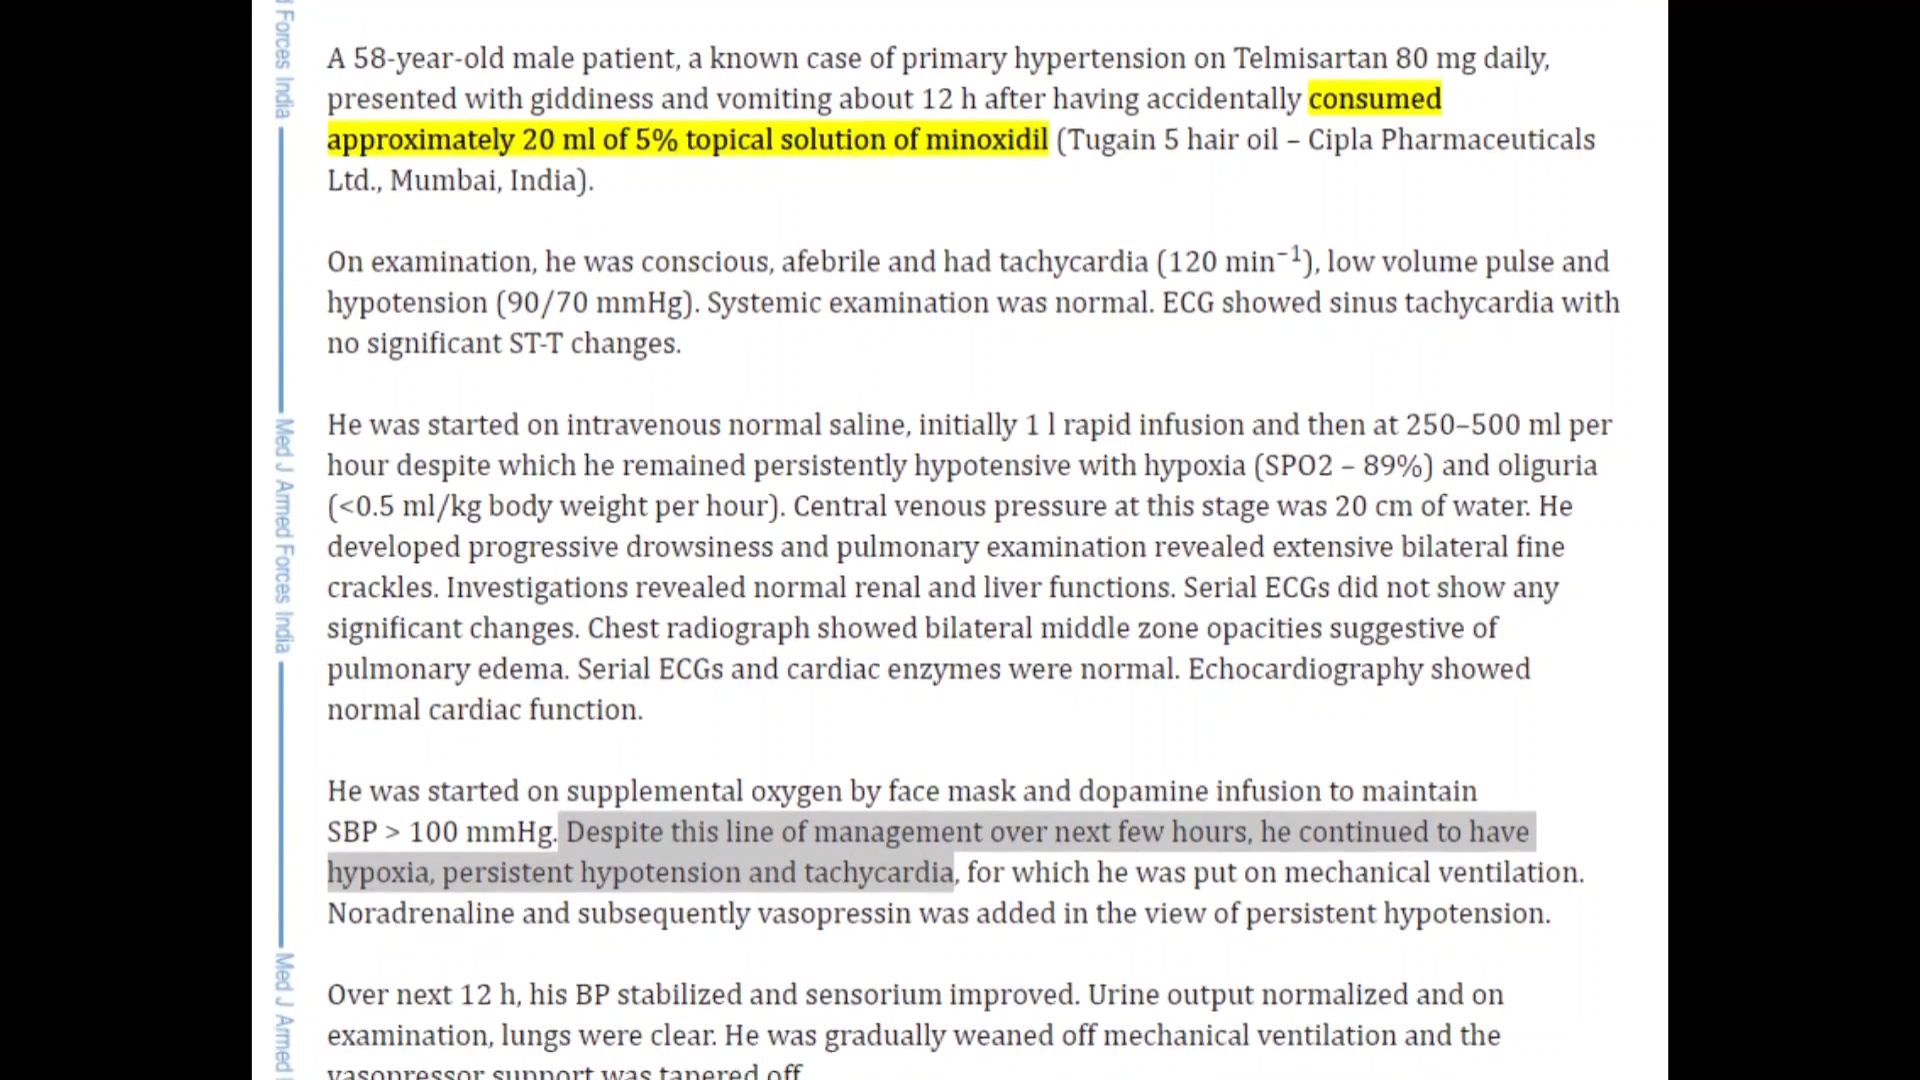 d Forces India
Med J Armed Forces India
Med J Armed
A 58-year-old male patient, a known case of primary hypertension on Telmisartan 80 mg daily,
presented with giddiness and vomiting about 12 h after having accidentally consumed
approximately 20 ml of 5% topical solution of minoxidil (Tugain 5 hair oil – Cipla Pharmaceuticals
Ltd., Mumbai, India).
On examination, he was conscious, afebrile and had tachycardia (120 min⁻¹), low volume pulse and
hypotension (90/70 mmHg). Systemic examination was normal. ECG showed sinus tachycardia with
no significant ST-T changes.
He was started on intravenous normal saline, initially 1 l rapid infusion and then at 250–500 ml per
hour despite which he remained persistently hypotensive with hypoxia (SPO2 – 89%) and oliguria
(<0.5 ml/kg body weight per hour). Central venous pressure at this stage was 20 cm of water. He
developed progressive drowsiness and pulmonary examination revealed extensive bilateral fine
crackles. Investigations revealed normal renal and liver functions. Serial ECGs did not show any
significant changes. Chest radiograph showed bilateral middle zone opacities suggestive of
pulmonary edema. Serial ECGs and cardiac enzymes were normal. Echocardiography showed
normal cardiac function.
He was started on supplemental oxygen by face mask and dopamine infusion to maintain
SBP > 100 mmHg. Despite this line of management over next few hours, he continued to have
hypoxia, persistent hypotension and tachycardia, for which he was put on mechanical ventilation.
Noradrenaline and subsequently vasopressin was added in the view of persistent hypotension.
Over next 12 h, his BP stabilized and sensorium improved. Urine output normalized and on
examination, lungs were clear. He was gradually weaned off mechanical ventilation and the
vasopressor support was tapered off.